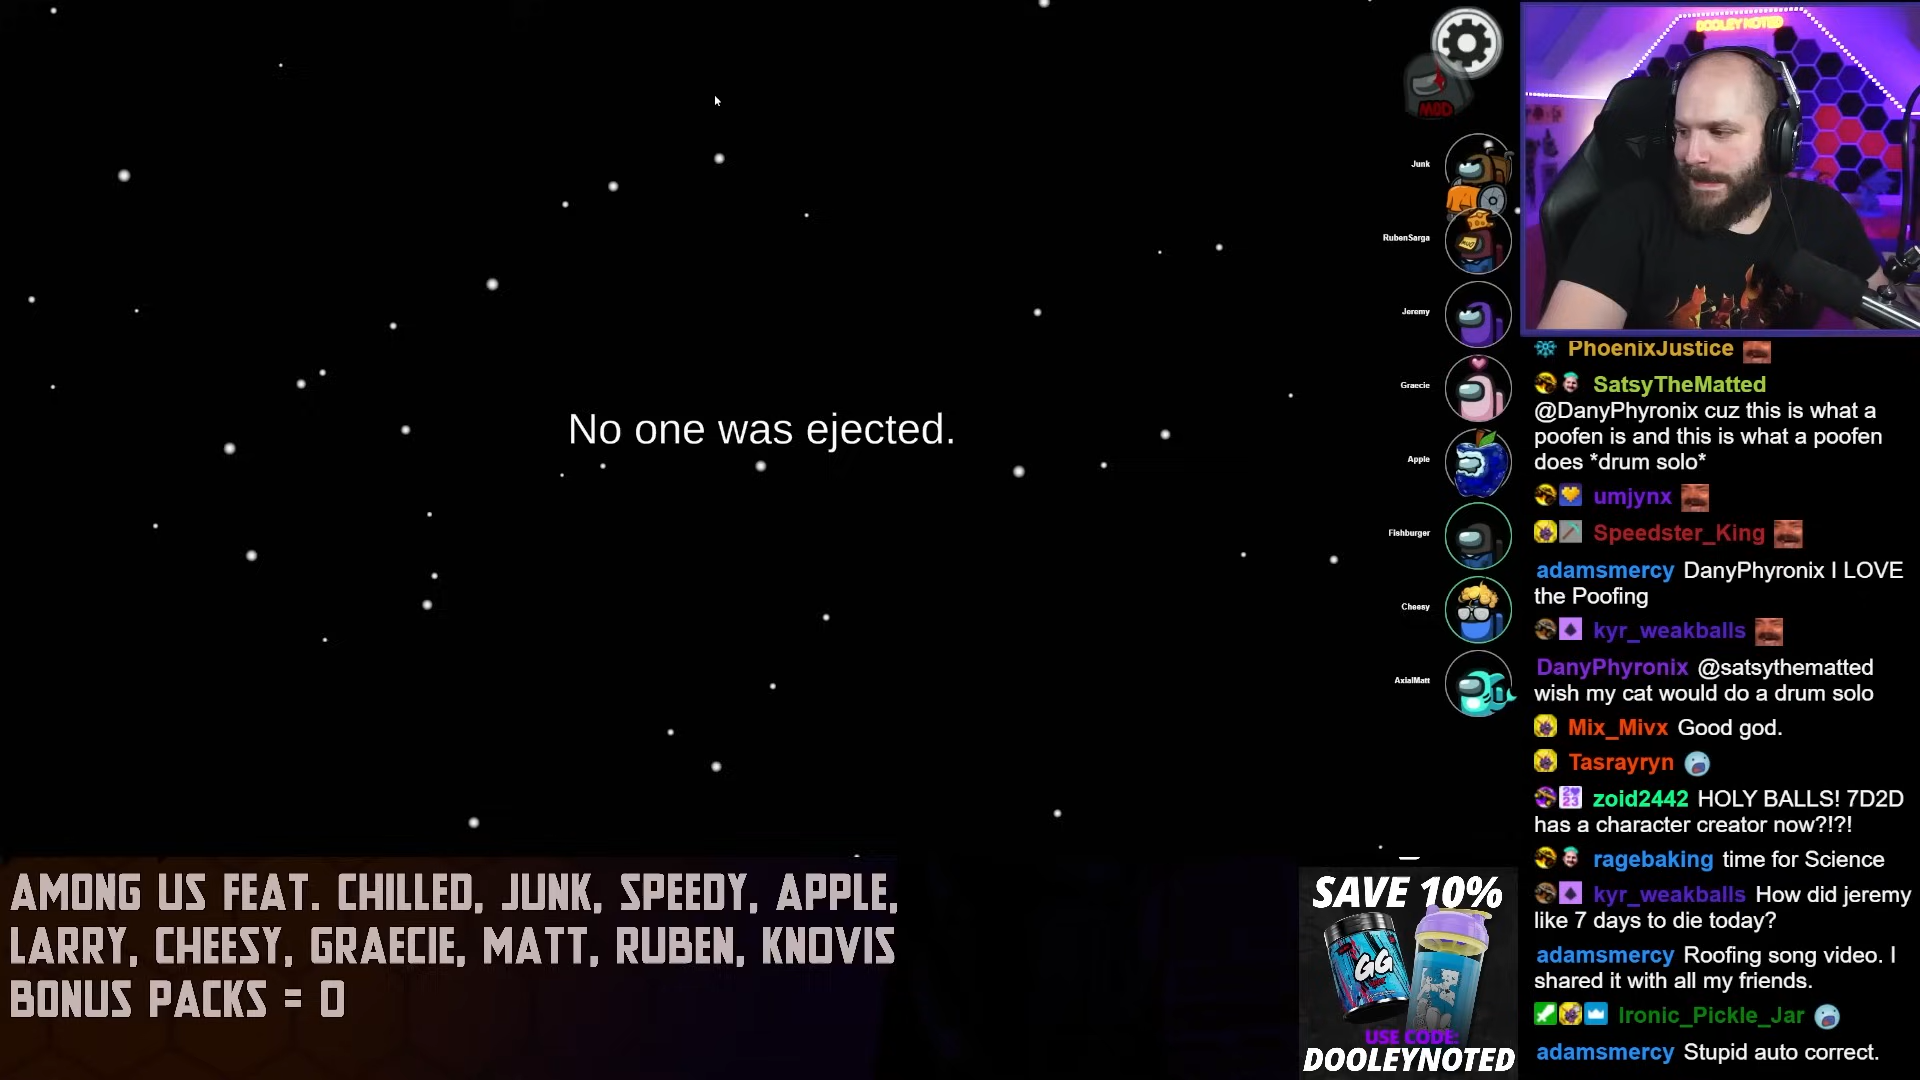 DOOLEY NOTED
MOD
Junk
RubenSarga
Jeremy
Graecie
Apple
Fishburger
Cheesy
AxialMatt
No one was ejected.
PhoenixJustice
SatsyTheMatted
@DanyPhyronix cuz this is what a
poofen is and this is what a poofen
does *drum solo*
umjynx
Speedster_King
adamsmercy DanyPhyronix I LOVE
the Poofing
kyr_weakballs
DanyPhyronix @satsythematted
wish my cat would do a drum solo
Mix_Mivx Good god.
Tasrayryn
zoid2442 HOLY BALLS! 7D2D
has a character creator now?!?!
ragebaking time for Science
kyr_weakballs How did jeremy
like 7 days to die today?
adamsmercy Roofing song video. I
shared it with all my friends.
Ironic_Pickle_Jar
adamsmercy Stupid auto correct.
AMONG US FEAT. CHILLED, JUNK, SPEEDY, APPLE,
LARRY, CHEESY, GRAECIE, MATT, RUBEN, KNOVIS
BONUS PACKS = 0
SAVE 10%
GG
USE CODE:
DOOLEYNOTED